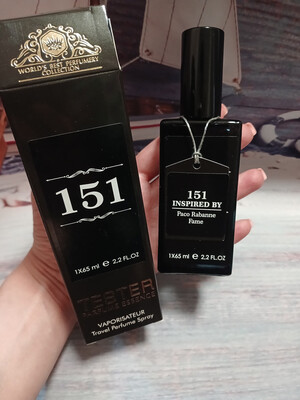 WORLD'S BEST PERFUMERY
COLLECTION
151
1X65 ml e 2,2 FL.OZ
TESTER
VAPORISATEUR
Travel Perfume Spray
151
INSPIRED BY
Paco Rabanne
Fame
1X65 ml e 2,2 FL.OZ